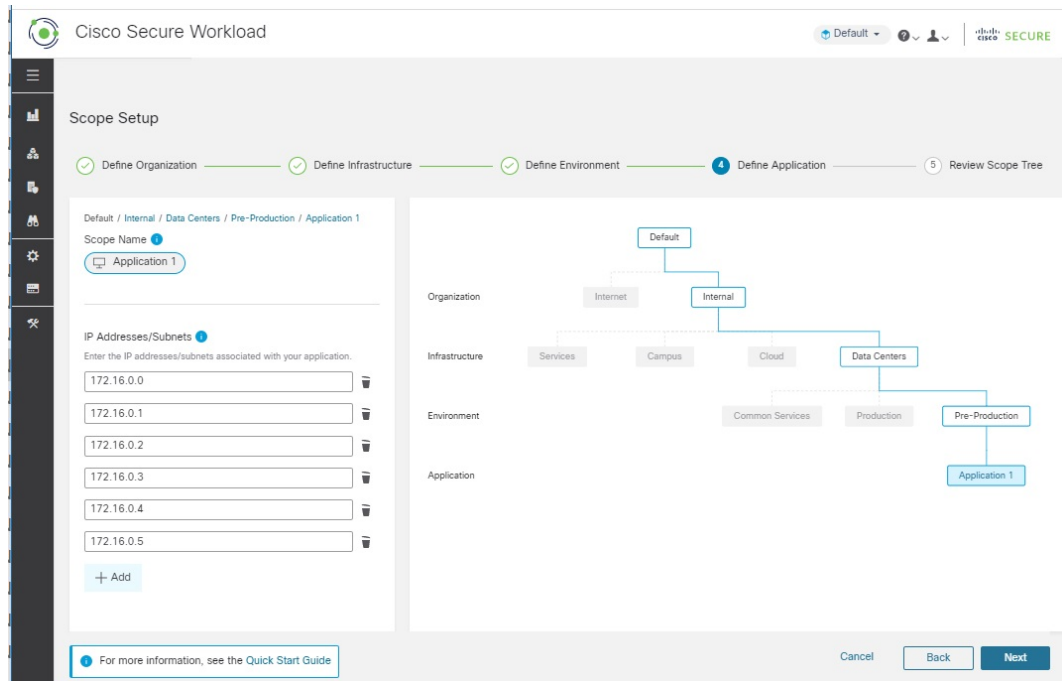 Cisco Secure Workload
Default
CISCO SECURE
Scope Setup
Define Organization
Define Infrastructure
Define Environment
4 Define Application
5 Review Scope Tree
Default / Internal / Data Centers / Pre-Production / Application 1
Scope Name
Application 1
IP Addresses/Subnets
Enter the IP addresses/subnets associated with your application.
172.16.0.0
172.16.0.1
172.16.0.2
172.16.0.3
172.16.0.4
172.16.0.5
+ Add
Default
Organization Internet Internal
Infrastructure Services Campus Cloud Data Centers
Environment Common Services Production Pre-Production
Application Application 1
For more information, see the Quick Start Guide
Cancel Back Next